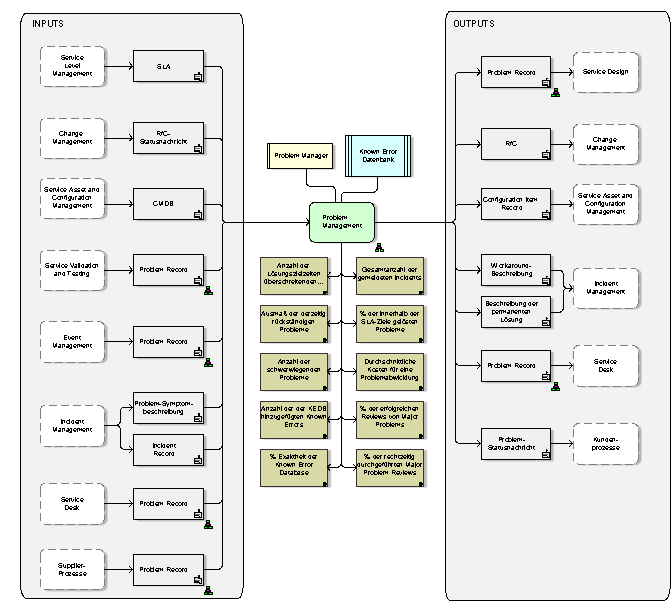 INPUTS
Service
Level
Management
SLA
Change
Management
RfC-
Statusnachricht
Service Asset and
Configuration
Management
CMDB
Service Validation
and Testing
Problem Record
Event
Management
Problem Record
Incident
Management
Problem-Symptom-
beschreibung
Incident
Record
Service
Desk
Problem Record
Supplier-
Prozesse
Problem Record
Problem Manager
Known Error
Datenbank
Problem
Management
Anzahl der
Lösungszielzeiten
überschreitenden...
Gesamtanzahl der
gemeldeten Incidents
Ausmaß der derzeitig
rückständigen
Probleme
% der innerhalb der
SLA-Ziele gelösten
Probleme
Anzahl der
schwerwiegenden
Probleme
Durchschnittliche
Kosten für eine
Problemabwicklung
Anzahl der der KEDB
hinzugefügten Known
Errors
% der erfolgreichen
Reviews von Major
Problems
% Exaktheit der
Known Error
Database
% der rechtzeitig
durchgeführten Major
Problem Reviews
OUTPUTS
Problem Record
Service Design
RfC
Change
Management
Configuration Item
Record
Service Asset and
Configuration
Management
Workaround-
Beschreibung
Beschreibung der
permanenten
Lösung
Incident
Management
Problem Record
Service
Desk
Problem-
Statusnachricht
Kunden-
prozesse